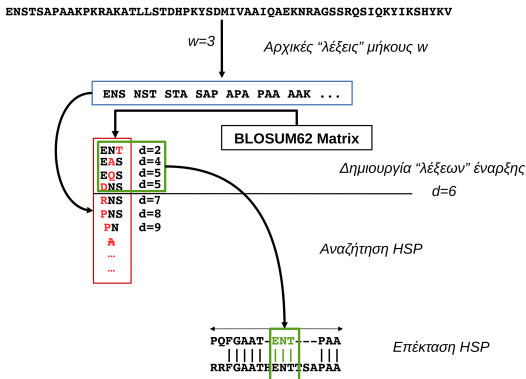 ENSTSAPAAKPKRAKATLLSTDHPKYSDMIVAAIQAEKNRAGSSRQSIQKYIKSHYKV
w=3
Αρχικές “λέξεις” μήκους w
ENS NST STA SAP APA PAA AAK ...
BLOSUM62 Matrix
ENT d=2
EAS d=4
EQS d=5
DNS d=5
Δημιουργία “λέξεων” έναρξης
d=6
RNS d=7
PNS d=8
PN d=9
A
...
...
Αναζήτηση HSP
PQFGAAT-ENT---PAA
|||||| ||| |||
RRFGAATHENTTSAPAA
Επέκταση HSP